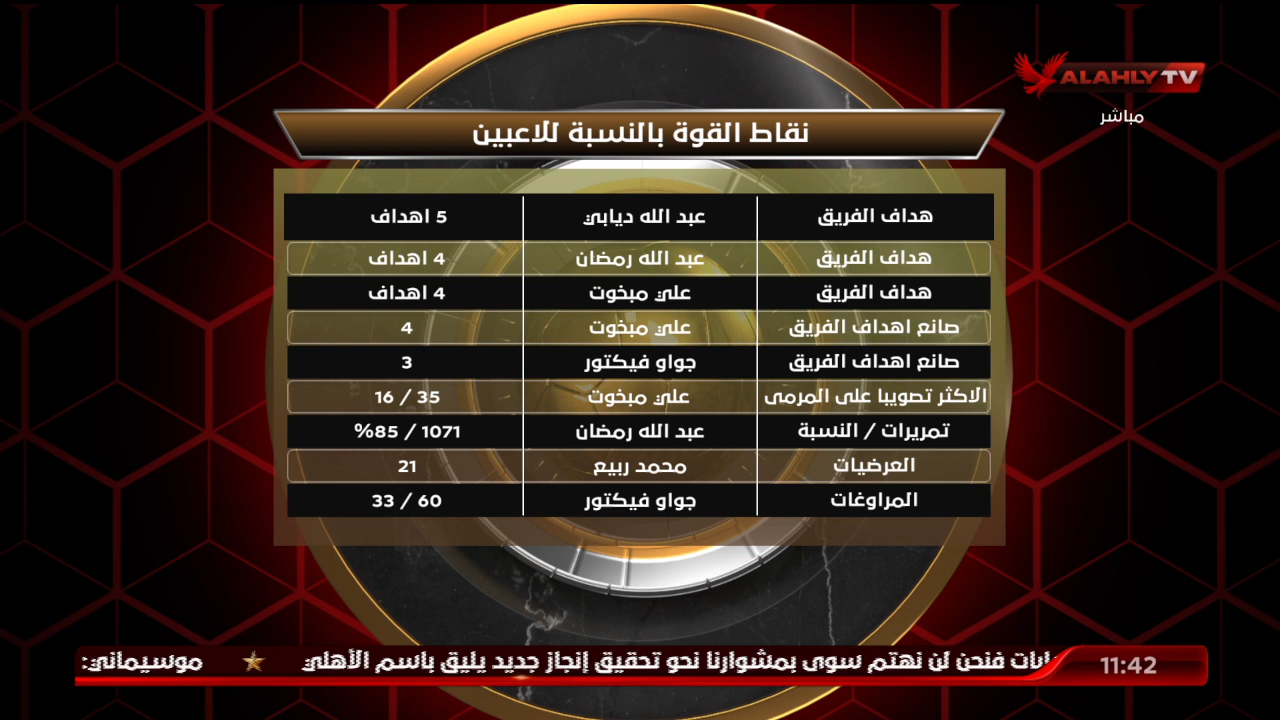 ALAHLY TV
مباشر
نقاط القوة بالنسبة للاعبين
هداف الفريق عبد الله ديابي 5 اهداف
هداف الفريق عبد الله رمضان 4 اهداف
هداف الفريق علي مبخوت 4 اهداف
صانع اهداف الفريق علي مبخوت 4
صانع اهداف الفريق جواو فيكتور 3
الاكثر تصويبا على المرمى علي مبخوت 35 / 16
تمريرات / النسبة عبد الله رمضان 1071 / 85%
العرضيات محمد ربيع 21
المراوغات جواو فيكتور 60 / 33
11:42
فنحن لن نهتم سوى بمشوارنا نحو تحقيق إنجاز جديد يليق باسم الأهلي موسيماني: